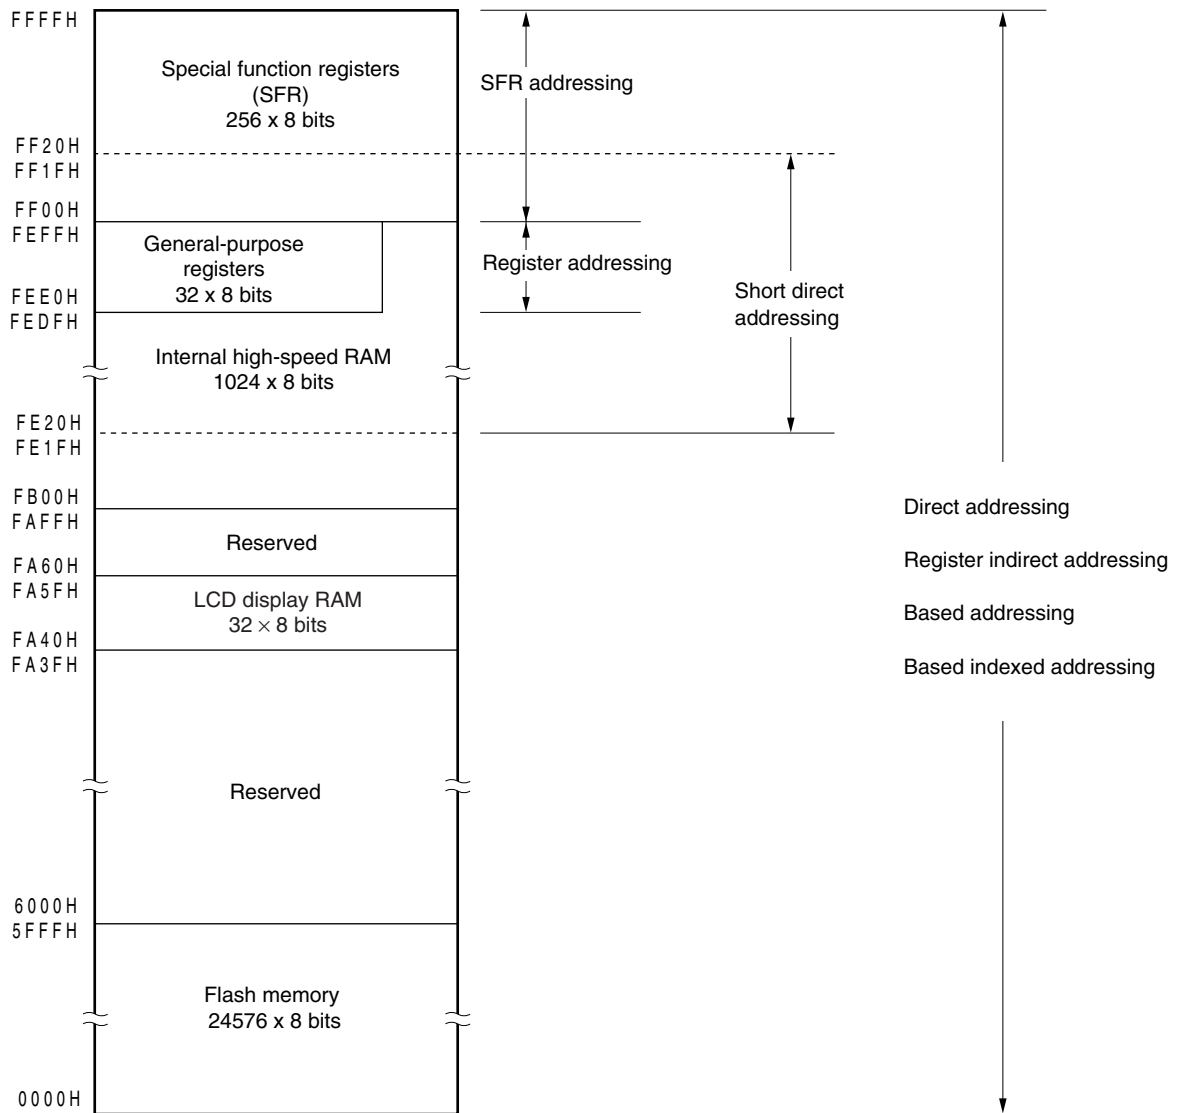 FFFFH
Special function registers
(SFR)
256 x 8 bits
SFR addressing
FF20H
FF1FH
FF00H
FEFFH
General-purpose
registers
32 x 8 bits
Register addressing
Short direct
addressing
FEE0H
FEDFH
Internal high-speed RAM
1024 x 8 bits
FE20H
FE1FH
FB00H
FAFFH
Reserved
FA60H
FA5FH
LCD display RAM
32 × 8 bits
FA40H
FA3FH
Direct addressing
Register indirect addressing
Based addressing
Based indexed addressing
Reserved
6000H
5FFFH
Flash memory
24576 x 8 bits
0000H